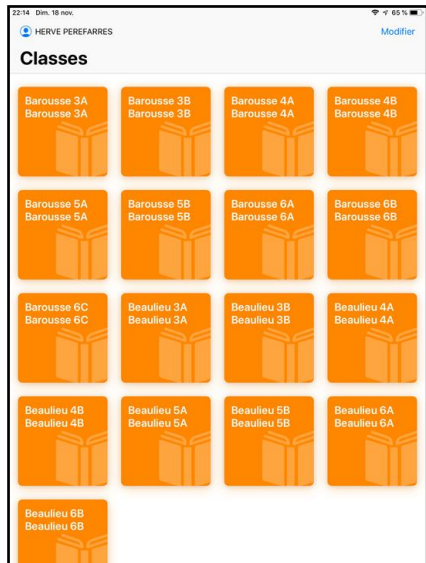 22:14 Dim. 18 nov. 65 %
HERVE PEREFARRES Modifier
Classes
Barousse 3A
Barousse 3A
Barousse 3B
Barousse 3B
Barousse 4A
Barousse 4A
Barousse 4B
Barousse 4B
Barousse 5A
Barousse 5A
Barousse 5B
Barousse 5B
Barousse 6A
Barousse 6A
Barousse 6B
Barousse 6B
Barousse 6C
Barousse 6C
Beaulieu 3A
Beaulieu 3A
Beaulieu 3B
Beaulieu 3B
Beaulieu 4A
Beaulieu 4A
Beaulieu 4B
Beaulieu 4B
Beaulieu 5A
Beaulieu 5A
Beaulieu 5B
Beaulieu 5B
Beaulieu 6A
Beaulieu 6A
Beaulieu 6B
Beaulieu 6B